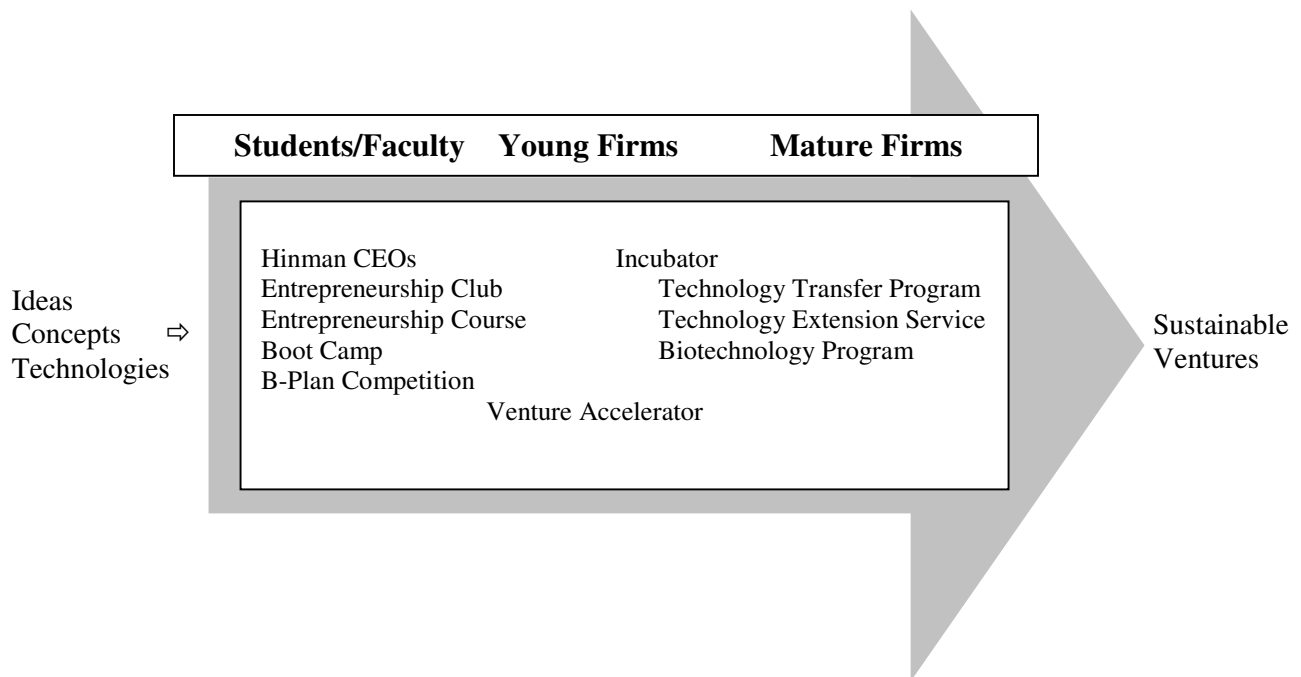 Students/Faculty Young Firms Mature Firms
Ideas
Concepts ⇨
Technologies
Hinman CEOs
Entrepreneurship Club
Entrepreneurship Course
Boot Camp
B-Plan Competition
Incubator
Technology Transfer Program
Technology Extension Service
Biotechnology Program
Venture Accelerator
Sustainable
Ventures